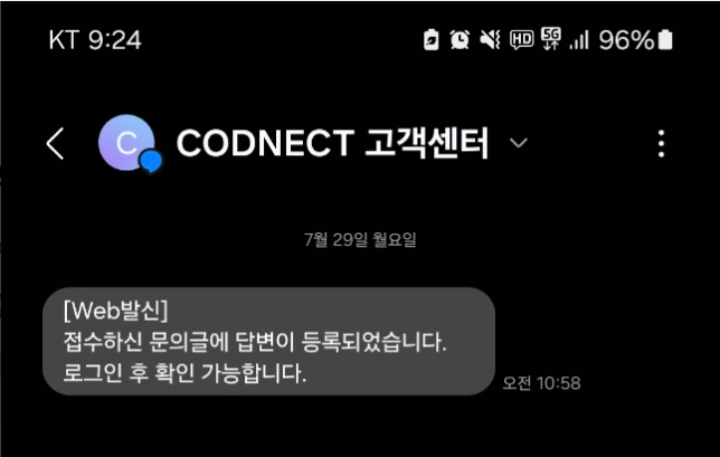 KT 9:24 HD 5G 96%
C CODNECT 고객센터
7월 29일 월요일
[Web발신]
접수하신 문의글에 답변이 등록되었습니다.
로그인 후 확인 가능합니다.
오전 10:58